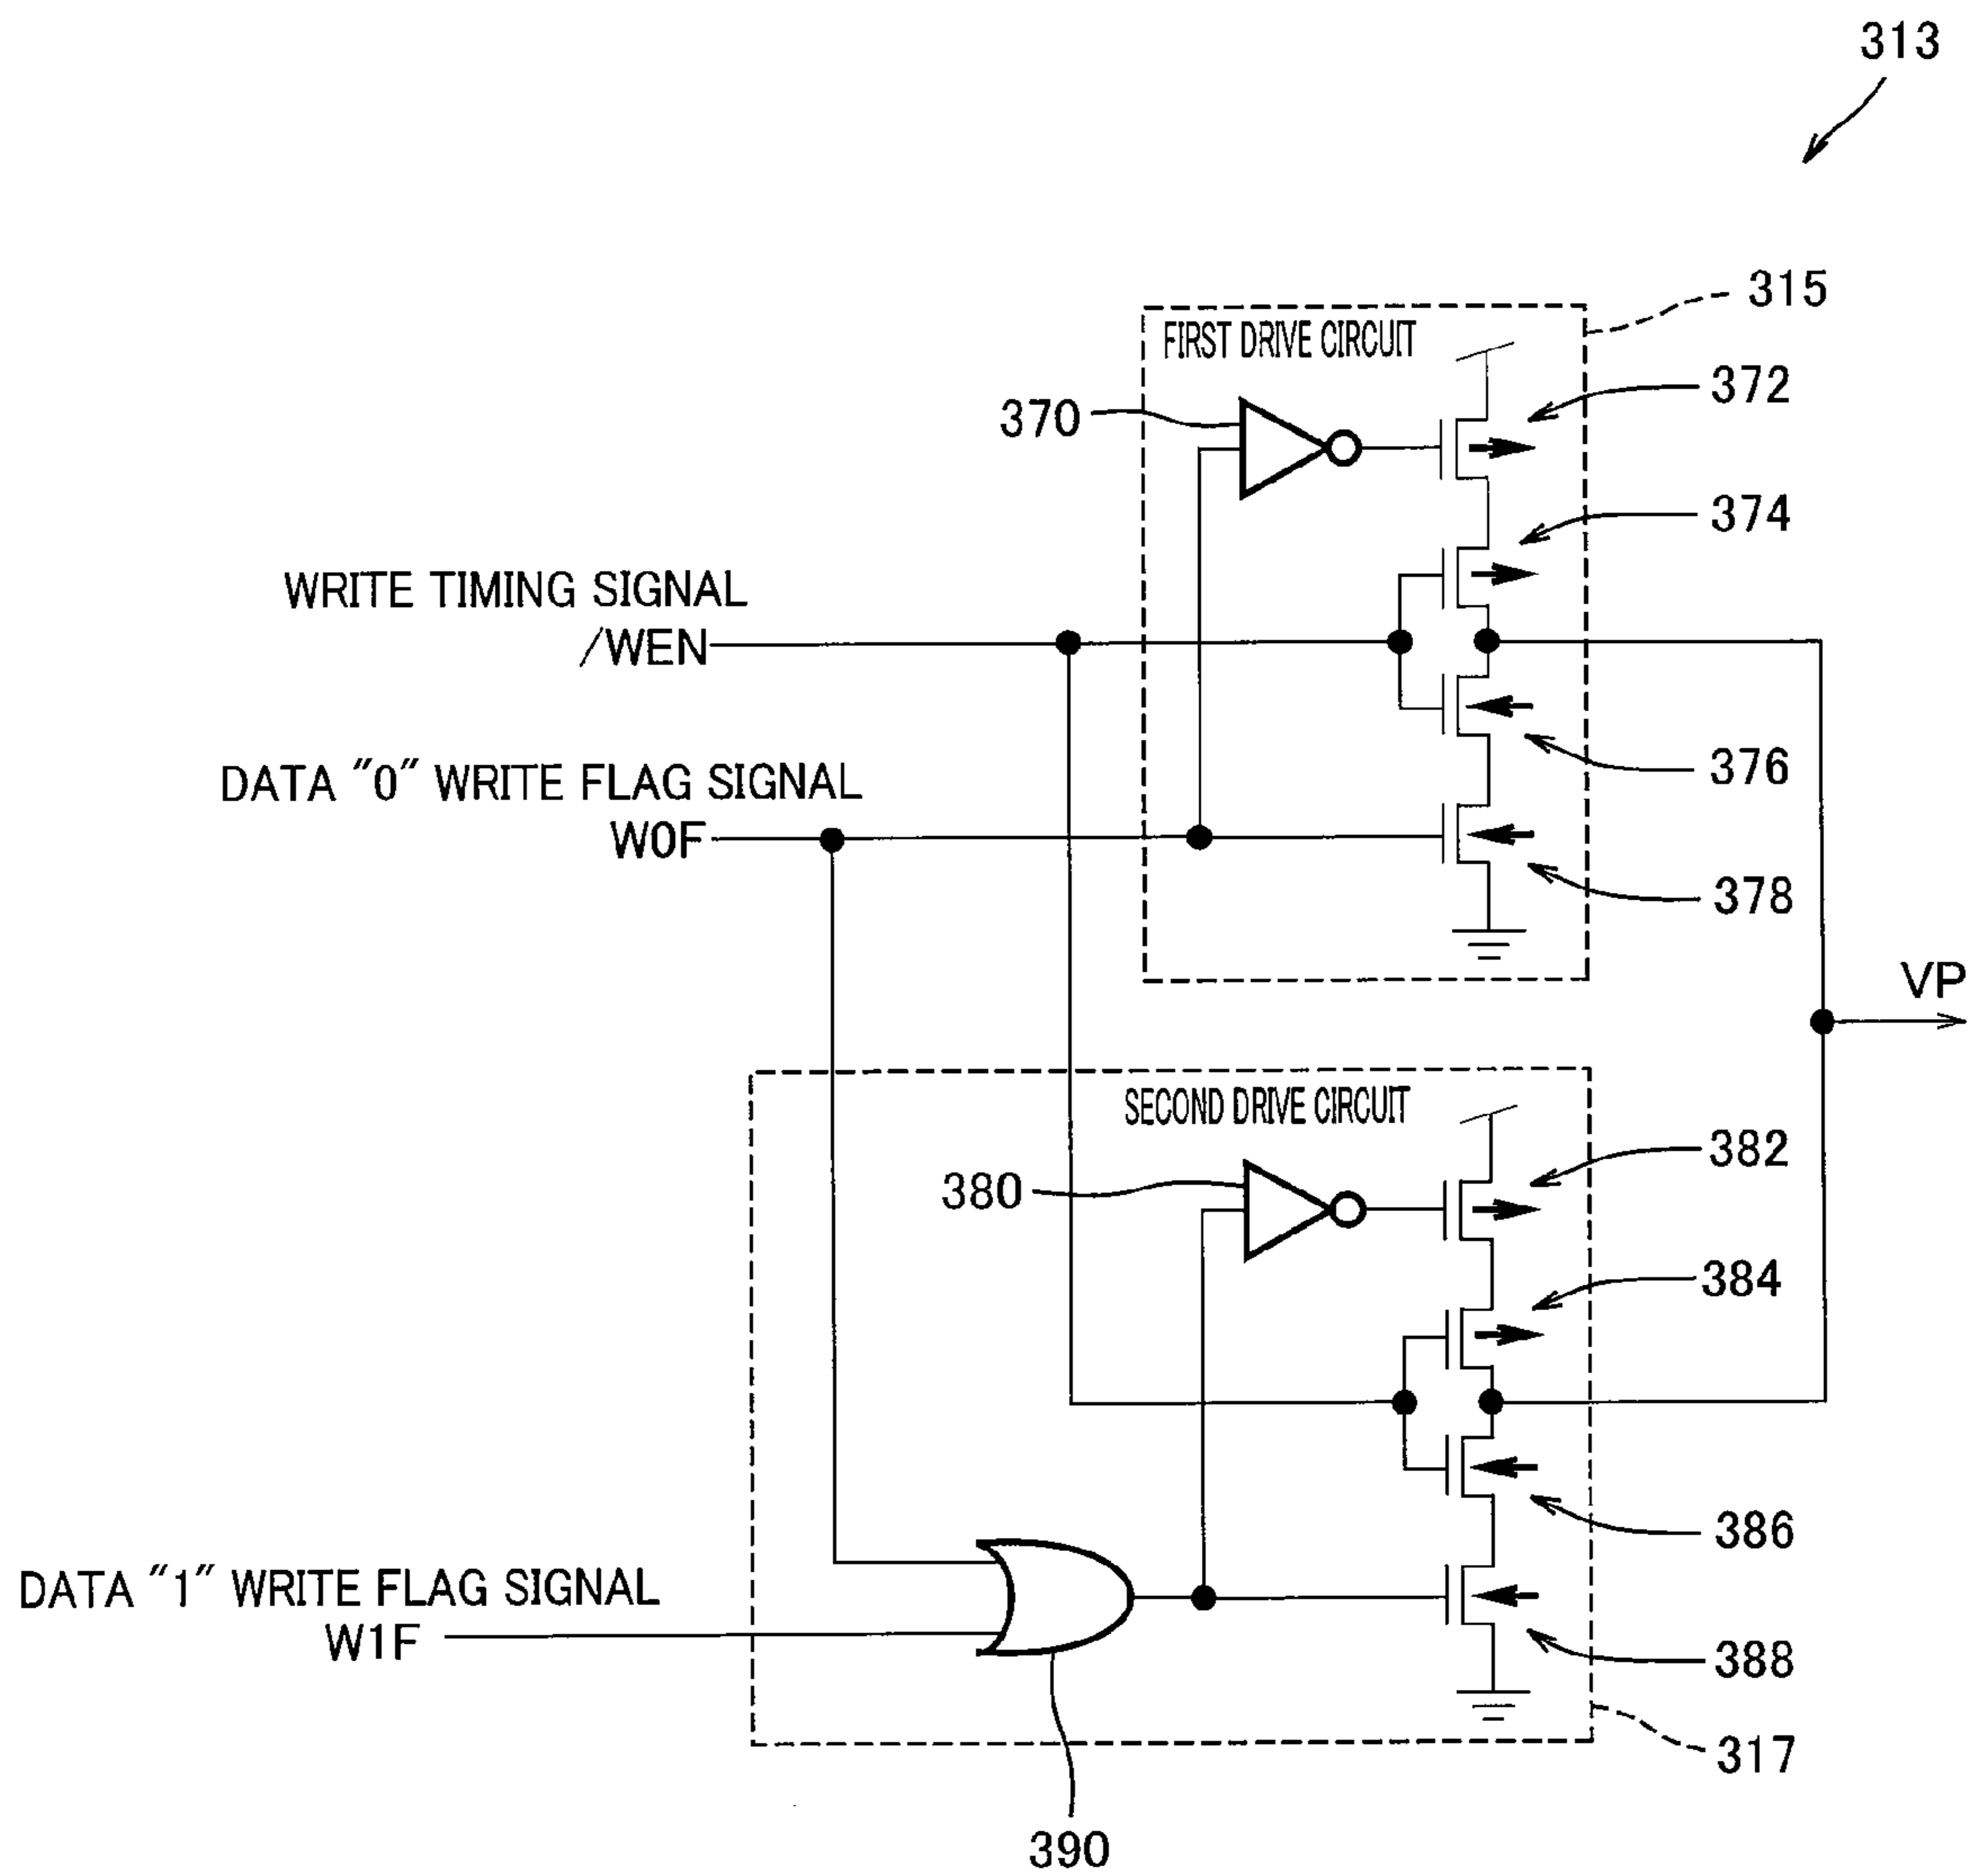 313
315
FIRST DRIVE CIRCUIT
372
370
374
WRITE TIMING SIGNAL
/WEN
376
DATA "0" WRITE FLAG SIGNAL
W0F
378
VP
SECOND DRIVE CIRCUIT
382
380
384
386
DATA "1" WRITE FLAG SIGNAL
W1F
388
317
390